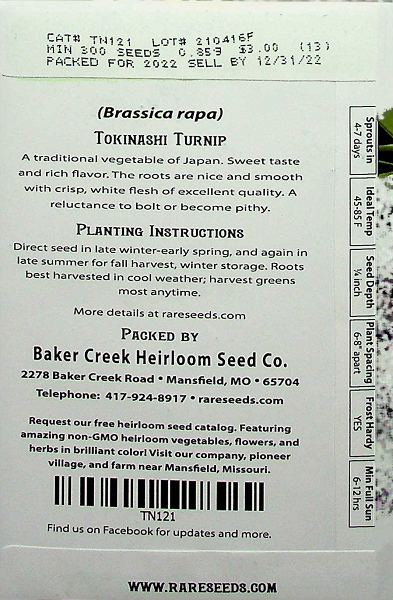 CAT# TN121 LOT# 210416F
MIN 300 SEEDS 0.85g $3.00 (13)
PACKED FOR 2022 SELL BY 12/31/22
(Brassica rapa)
TOKINASHI TURNIP
A traditional vegetable of Japan. Sweet taste
and rich flavor. The roots are nice and smooth
with crisp, white flesh of excellent quality. A
reluctance to bolt or become pithy.
PLANTING INSTRUCTIONS
Direct seed in late winter-early spring, and again in
late summer for fall harvest, winter storage. Roots
best harvested in cool weather; harvest greens
most anytime.
More details at rareseeds.com
PACKED BY
Baker Creek Heirloom Seed Co.
2278 Baker Creek Road • Mansfield, MO • 65704
Telephone: 417-924-8917 • rareseeds.com
Request our free heirloom seed catalog. Featuring
amazing non-GMO heirloom vegetables, flowers, and
herbs in brilliant color! Visit our company, pioneer
village, and farm near Mansfield, Missouri.
TN121
Find us on Facebook for updates and more.
WWW.RARESEEDS.COM
Sprouts in
4-7 days
Ideal Temp
45-85 F
Seed Depth
¼ inch
Plant Spacing
6-8" apart
Frost Hardy
YES
Min Full Sun
6-12 hrs